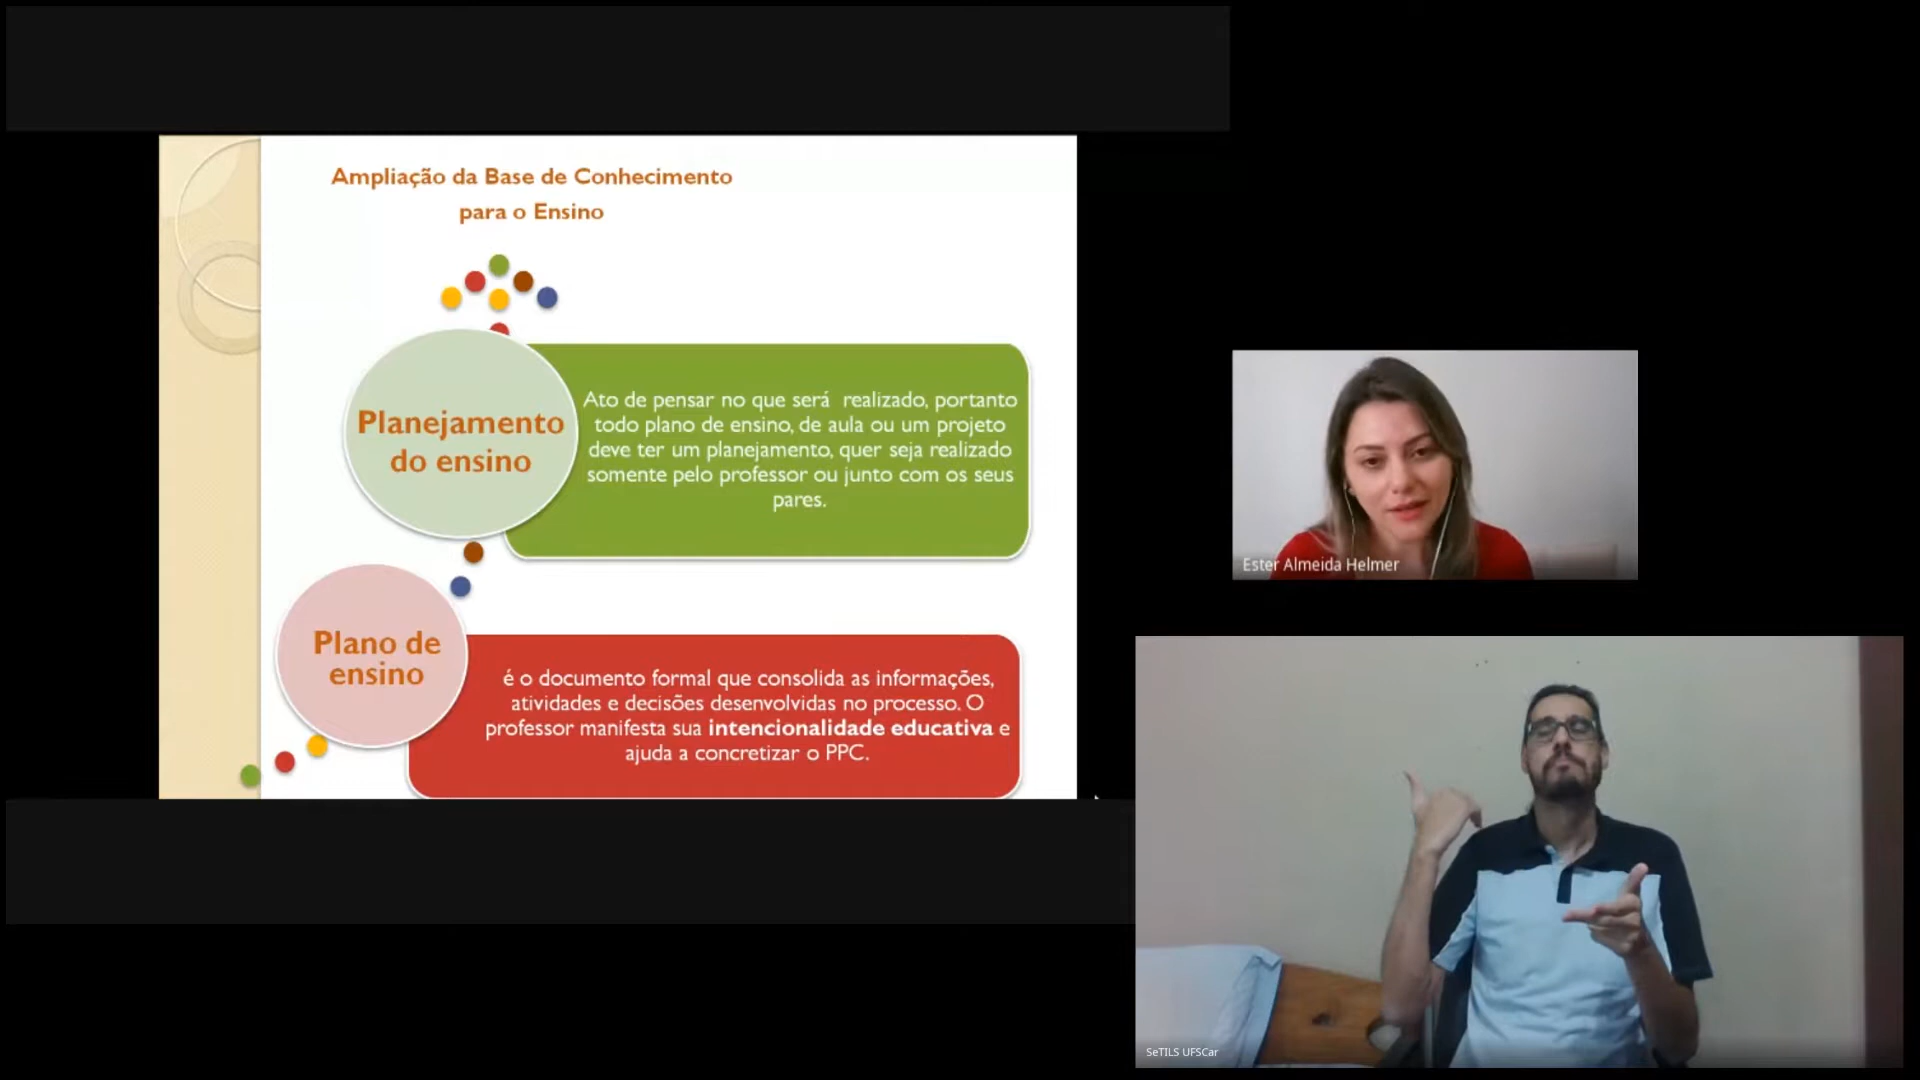 Ampliação da Base de Conhecimento
para o Ensino
Planejamento
do ensino
Ato de pensar no que será realizado, portanto
todo plano de ensino, de aula ou um projeto
deve ter um planejamento, quer seja realizado
somente pelo professor ou junto com os seus
pares.
Plano de
ensino
é o documento formal que consolida as informações,
atividades e decisões desenvolvidas no processo. O
professor manifesta sua intencionalidade educativa e
ajuda a concretizar o PPC.
Ester Almeida Helmer
SeTILS UFSCar